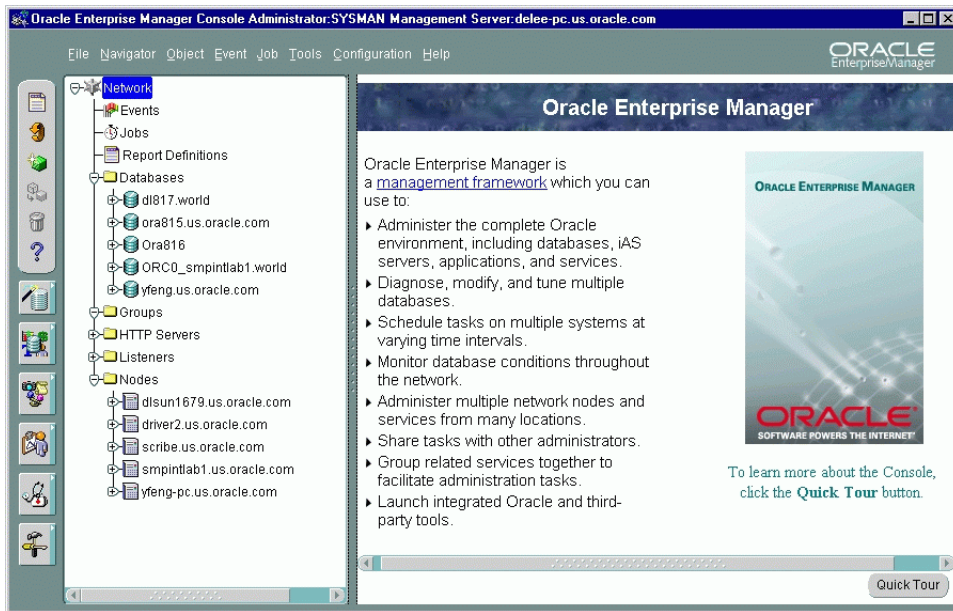 Oracle Enterprise Manager Console Administrator:SYSMAN Management Server:delee-pc.us.oracle.com
File Navigator Object Event Job Tools Configuration Help
ORACLE
EnterpriseManager
Network
Events
Jobs
Report Definitions
Databases
dl817.world
ora815.us.oracle.com
Ora816
ORC0_smpintlab1.world
yfeng.us.oracle.com
Groups
HTTP Servers
Listeners
Nodes
dlsun1679.us.oracle.com
driver2.us.oracle.com
scribe.us.oracle.com
smpintlab1.us.oracle.com
yfeng-pc.us.oracle.com
Oracle Enterprise Manager
Oracle Enterprise Manager is
a management framework which you can
use to:
Administer the complete Oracle
environment, including databases, iAS
servers, applications, and services.
Diagnose, modify, and tune multiple
databases.
Schedule tasks on multiple systems at
varying time intervals.
Monitor database conditions throughout
the network.
Administer multiple network nodes and
services from many locations.
Share tasks with other administrators.
Group related services together to
facilitate administration tasks.
Launch integrated Oracle and third-
party tools.
ORACLE ENTERPRISE MANAGER
ORACLE
SOFTWARE POWERS THE INTERNET
To learn more about the Console,
click the Quick Tour button.
Quick Tour